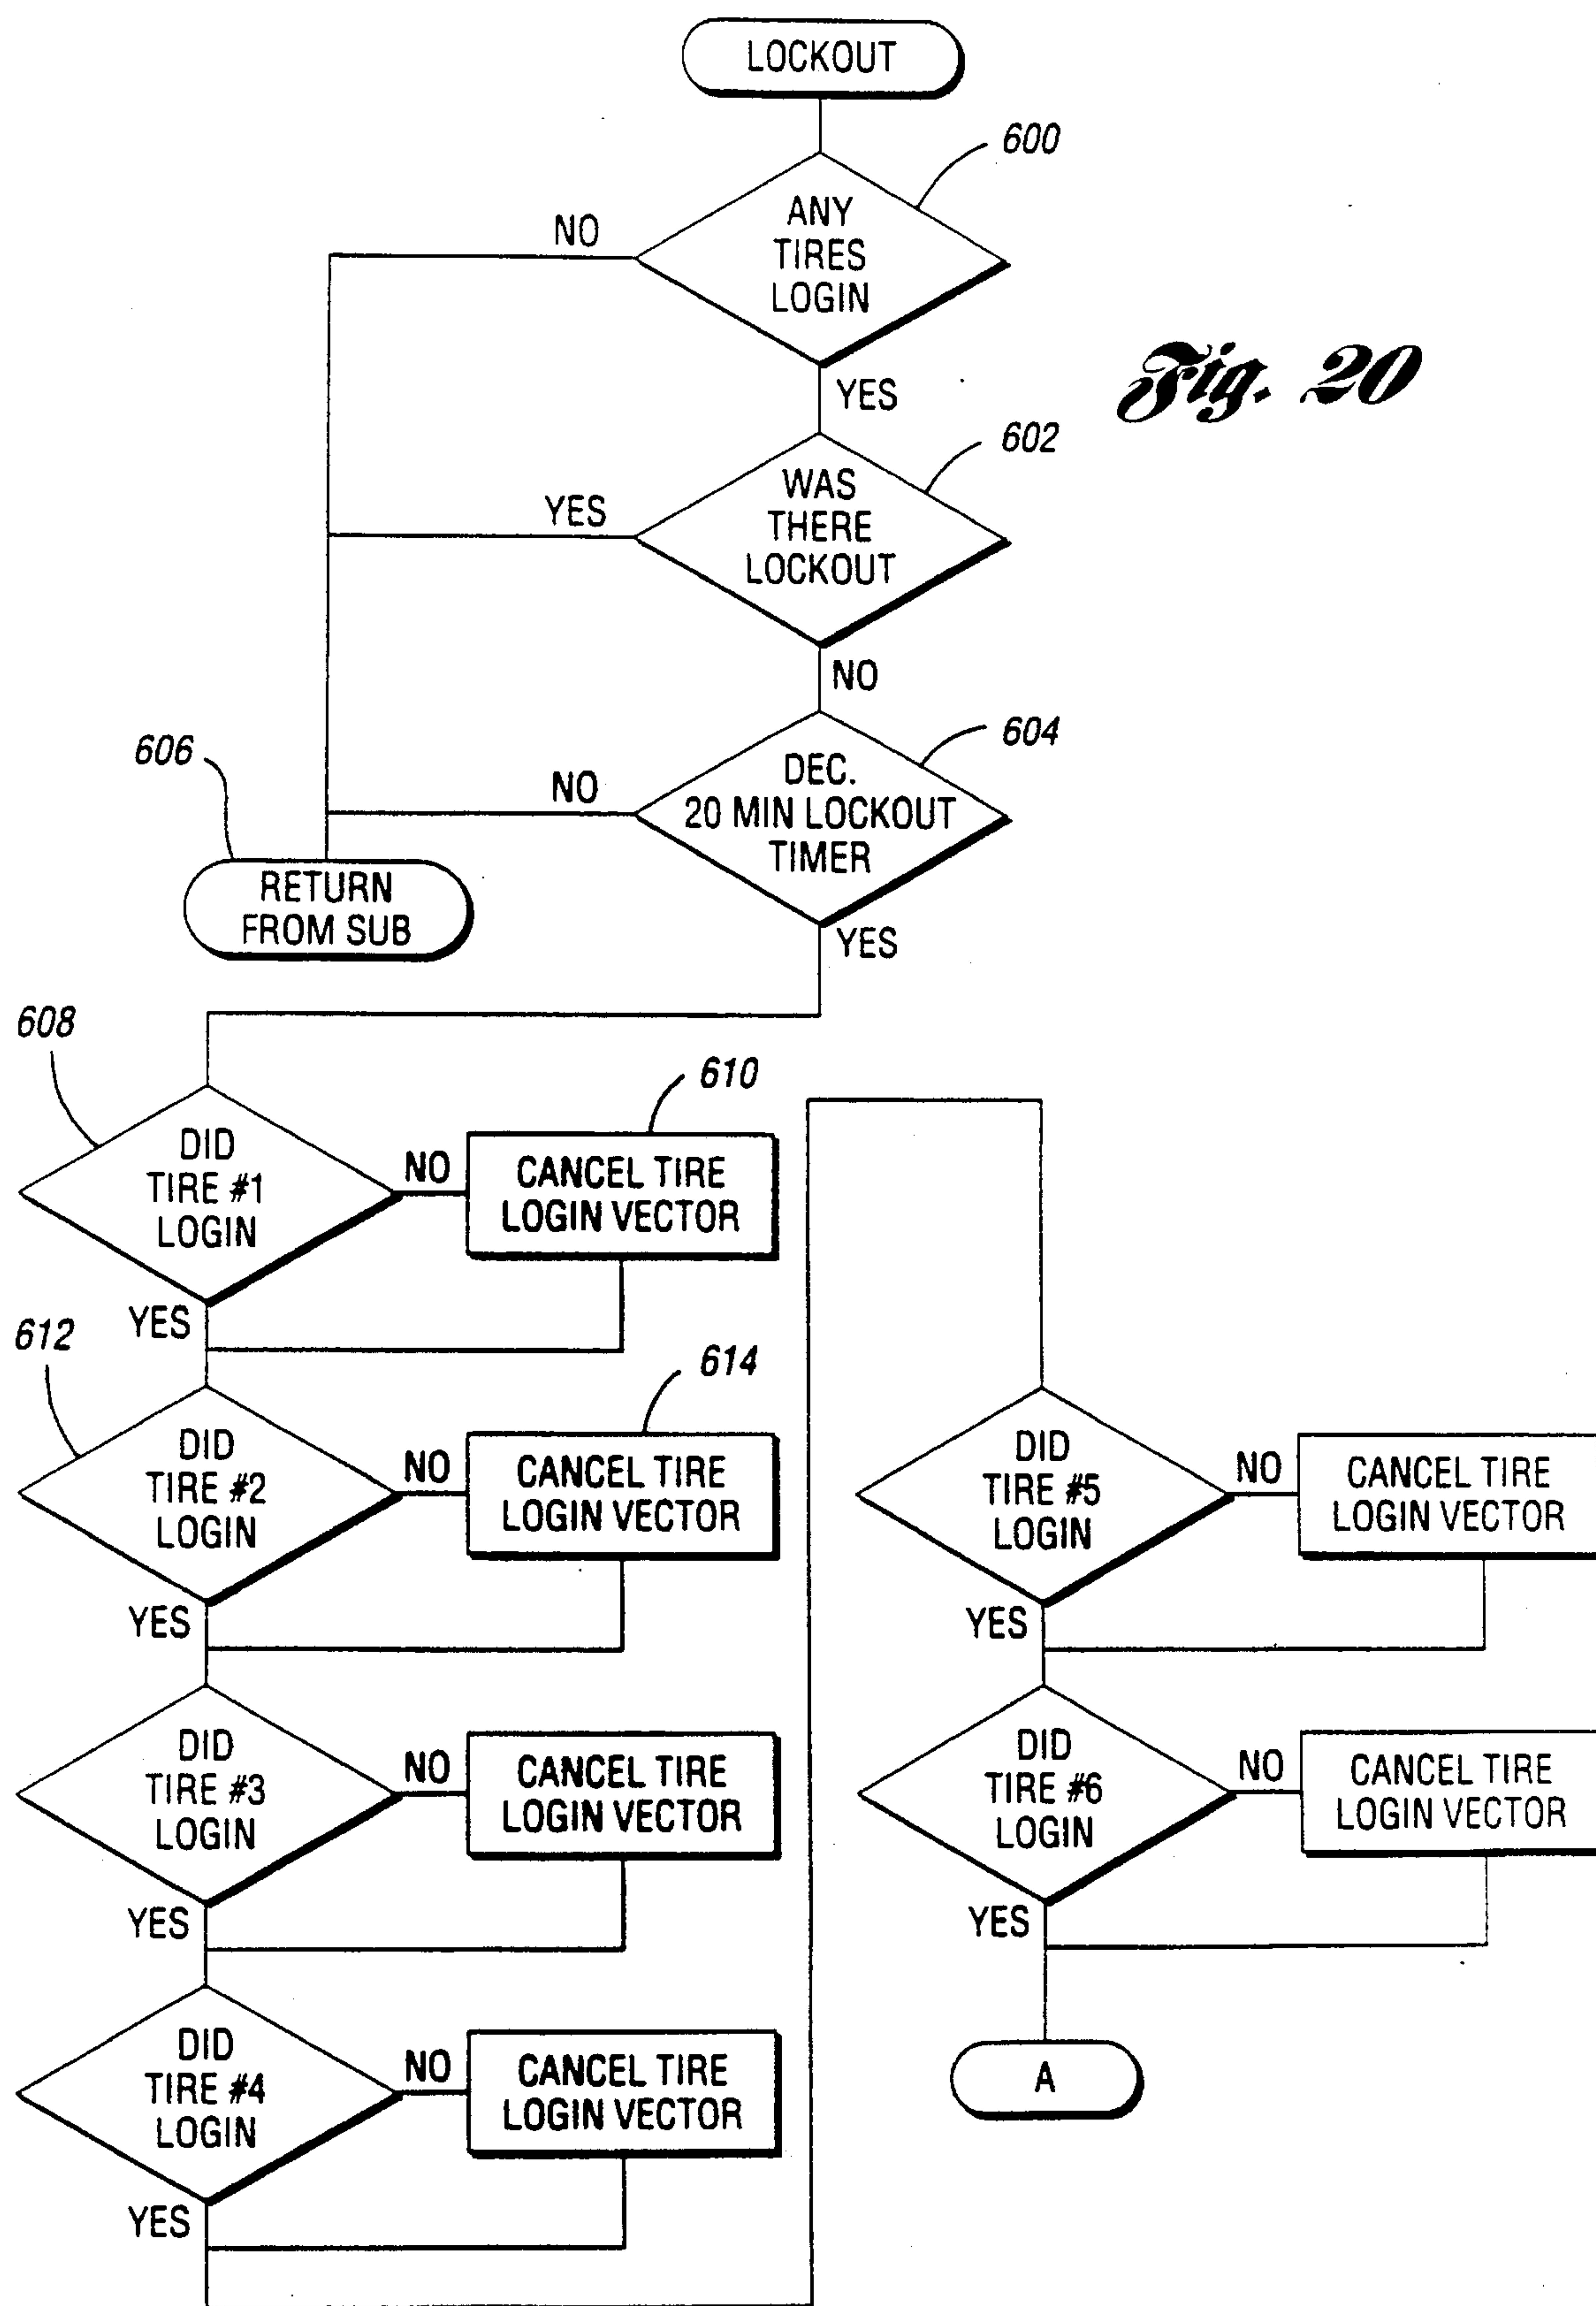 LOCKOUT
600
ANY
TIRES
LOGIN
NO
YES
Fig. 20
602
WAS
THERE
LOCKOUT
YES
NO
604
DEC.
20 MIN LOCKOUT
TIMER
NO
YES
606
RETURN
FROM SUB
608
DID
TIRE #1
LOGIN
NO
610
CANCEL TIRE
LOGIN VECTOR
YES
612
DID
TIRE #2
LOGIN
NO
614
CANCEL TIRE
LOGIN VECTOR
YES
DID
TIRE #3
LOGIN
NO
CANCEL TIRE
LOGIN VECTOR
YES
DID
TIRE #4
LOGIN
NO
CANCEL TIRE
LOGIN VECTOR
YES
DID
TIRE #5
LOGIN
NO
CANCEL TIRE
LOGIN VECTOR
YES
DID
TIRE #6
LOGIN
NO
CANCEL TIRE
LOGIN VECTOR
YES
A